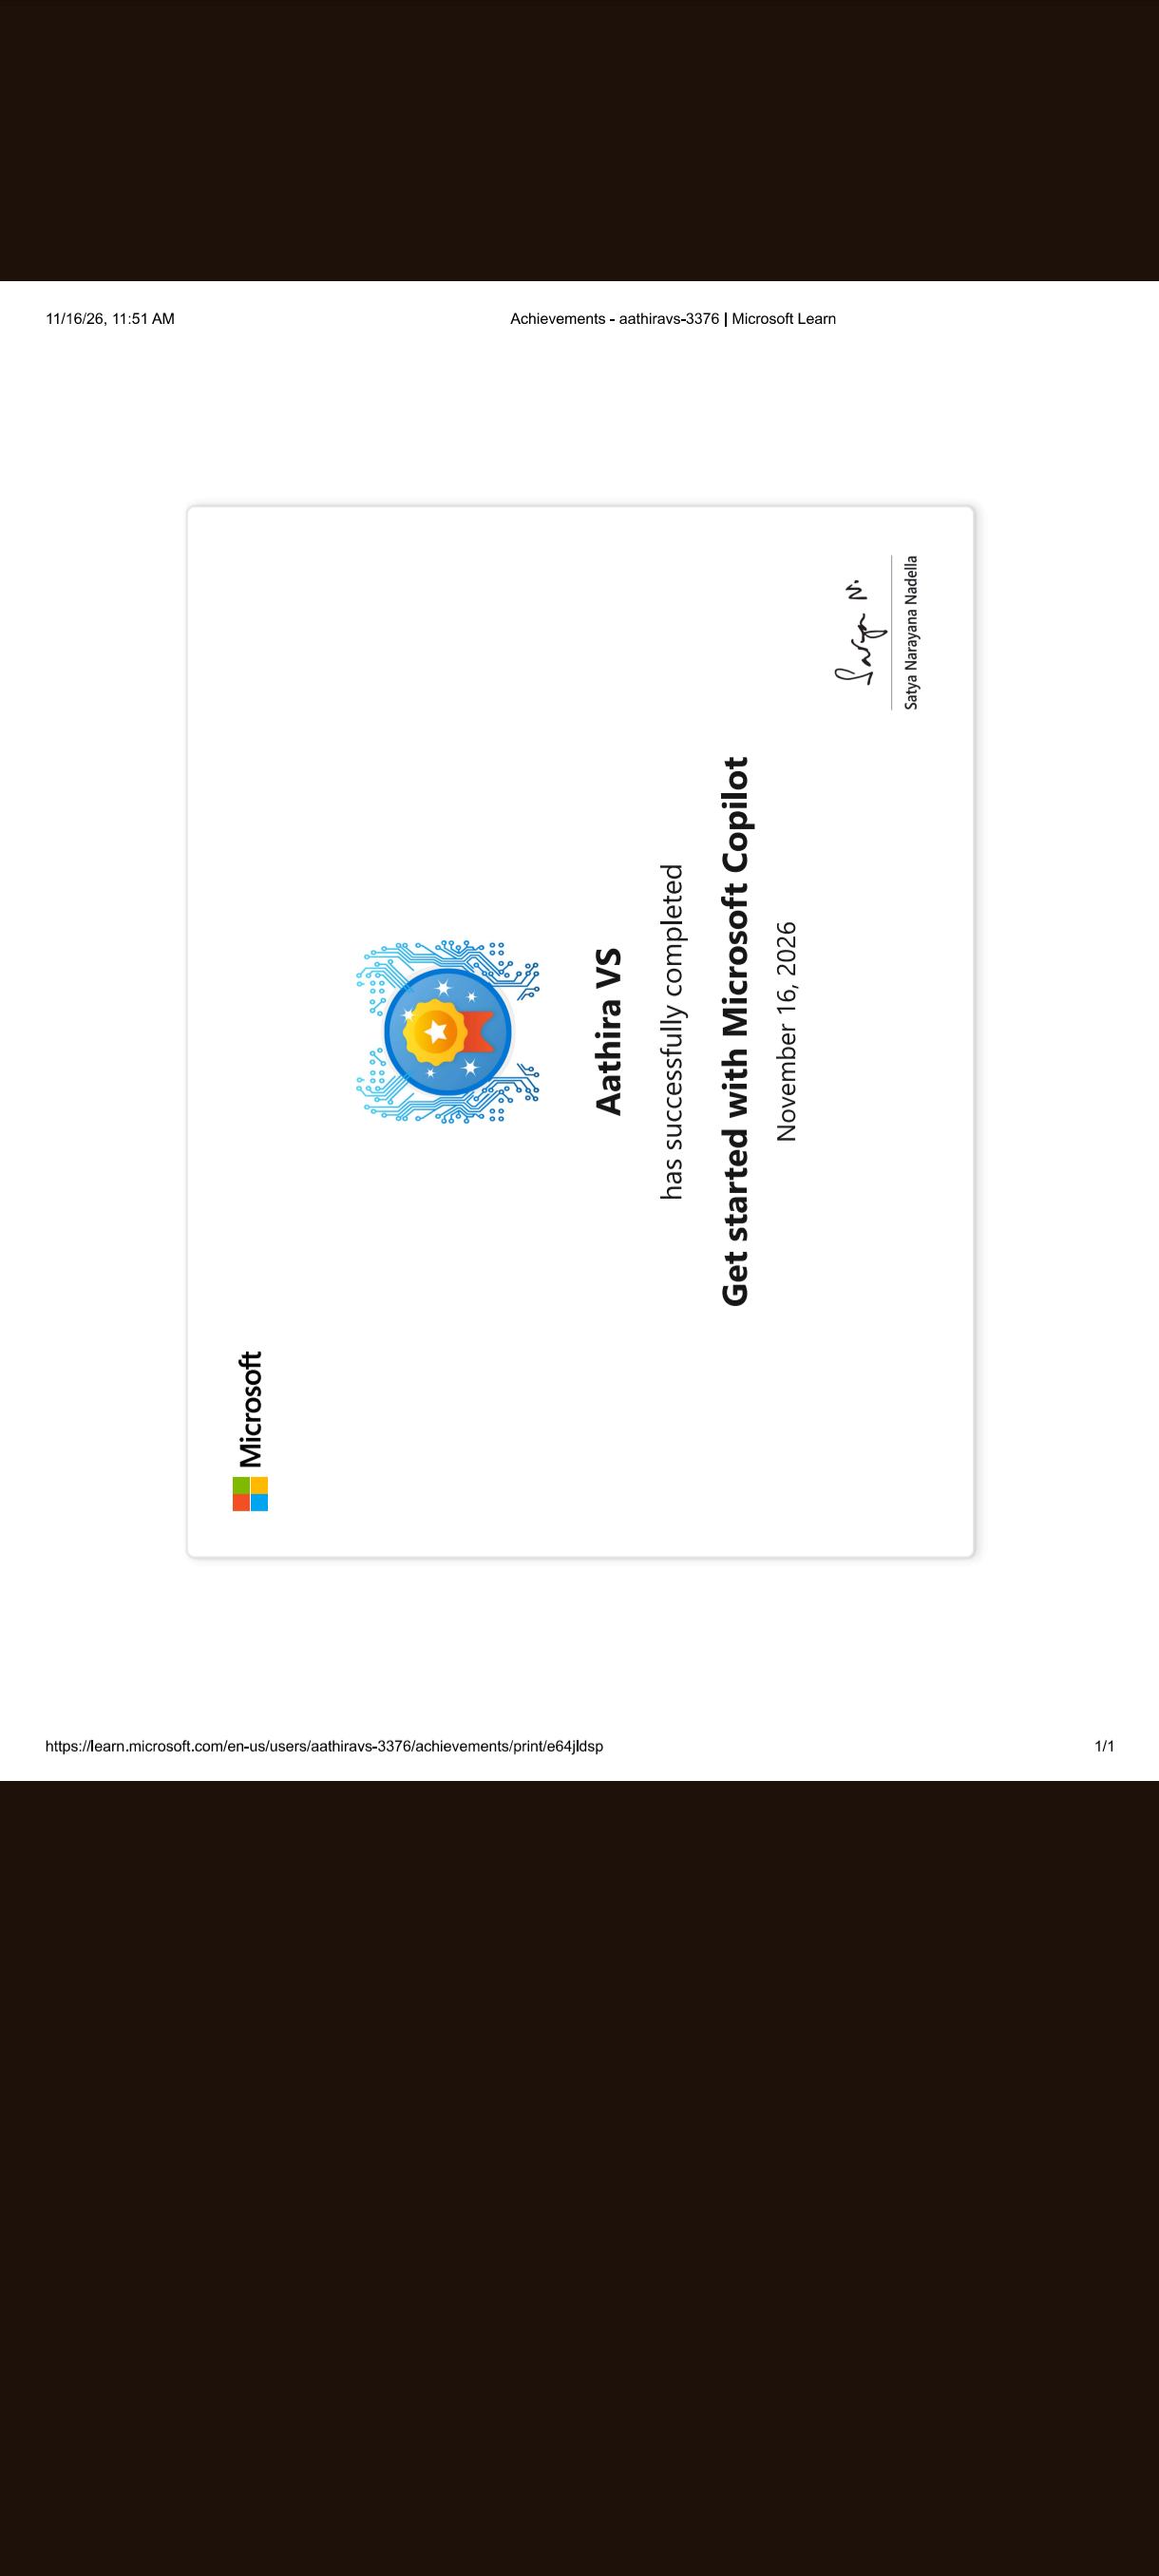 11/16/26, 11:51 AM
Achievements - aathiravs-3376 | Microsoft Learn
Microsoft
Aathira VS
has successfully completed
Get started with Microsoft Copilot
November 16, 2026
Satya N.
Satya Narayana Nadella
https://learn.microsoft.com/en-us/users/aathiravs-3376/achievements/print/e64jldsp
1/1